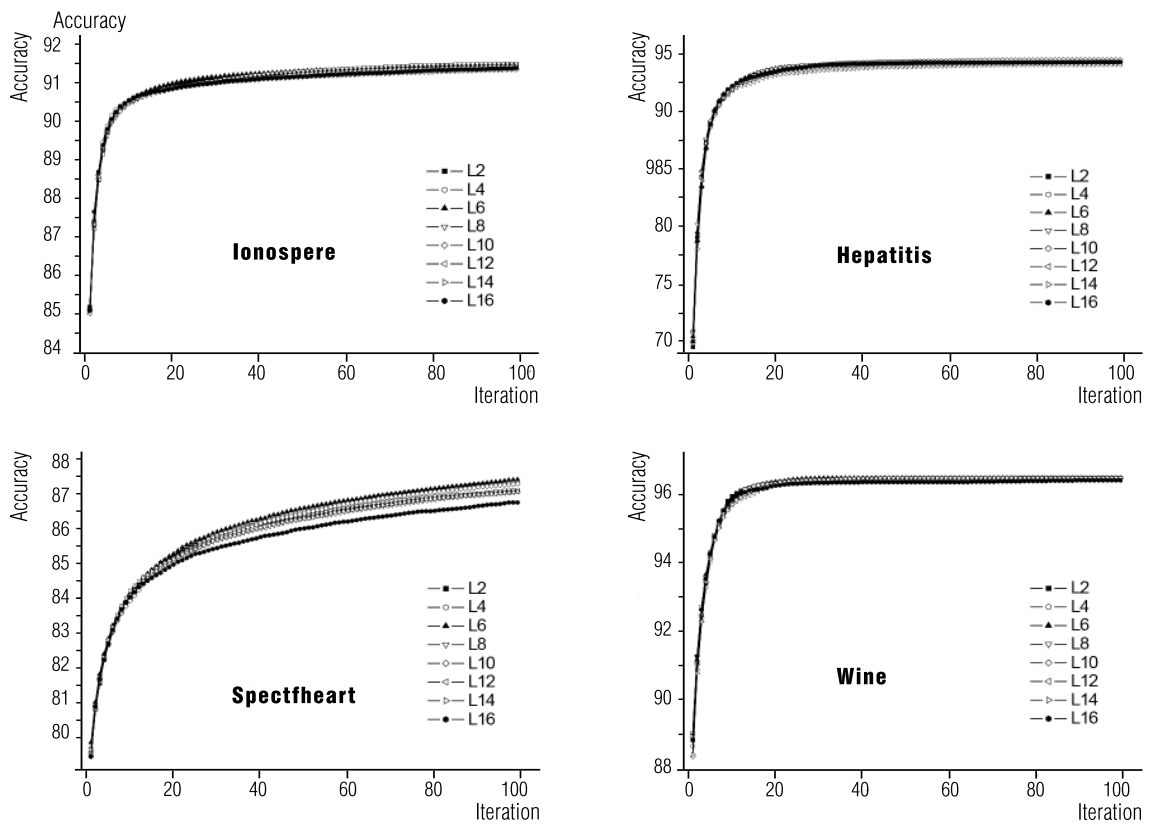 Accuracy
Accuracy
92
91
90
89
88
87
86
85
84
0 20 40 60 80 100
Iteration
L2
L4
L6
L8
L10
L12
L14
L16
Ionospere
Accuracy
95
90
985
80
75
70
0 20 40 60 80 100
Iteration
L2
L4
L6
L8
L10
L12
L14
L16
Hepatitis
Accuracy
88
87
86
85
84
83
82
81
80
0 20 40 60 80 100
Iteration
L2
L4
L6
L8
L10
L12
L14
L16
Spectfheart
Accuracy
96
94
92
90
88
0 20 40 60 80 100
Iteration
L2
L4
L6
L8
L10
L12
L14
L16
Wine